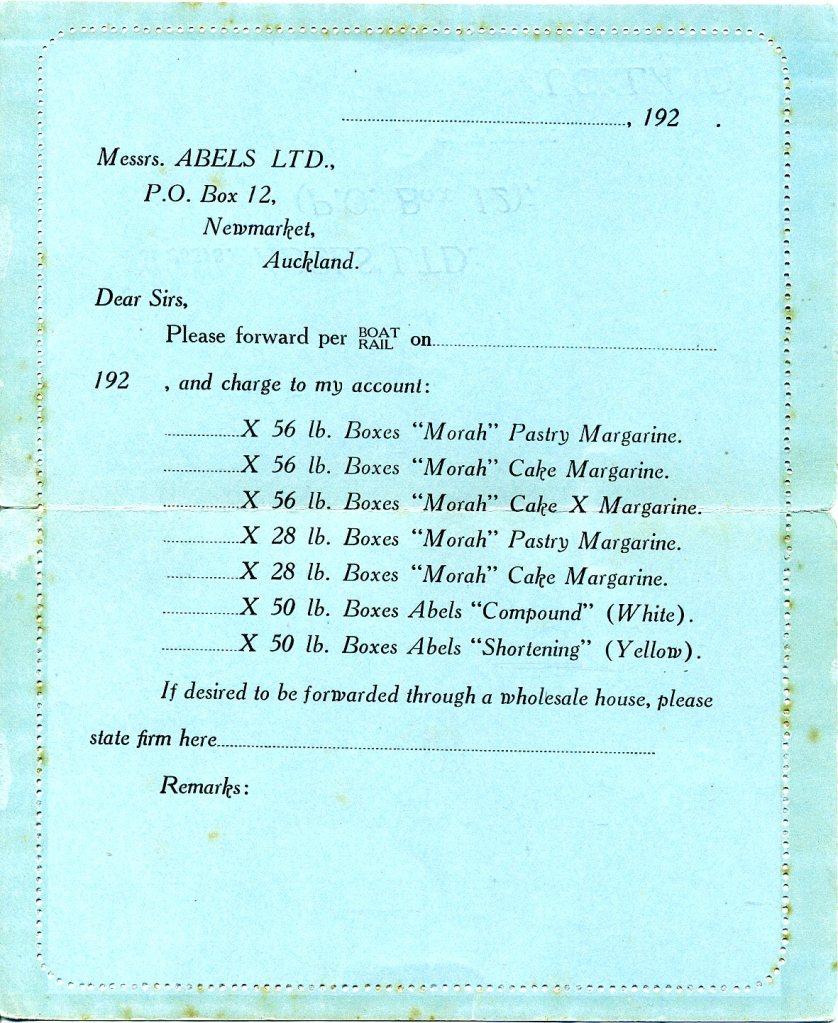 ..............., 192 .
Messrs. ABELS LTD.,
P.O. Box 12,
Newmarket,
Auckland.
Dear Sirs,
Please forward per BOAT RAIL on...............
192 , and charge to my account:
...............X 56 lb. Boxes "Morah" Pastry Margarine.
...............X 56 lb. Boxes "Morah" Cake Margarine.
...............X 56 lb. Boxes "Morah" Cake X Margarine.
...............X 28 lb. Boxes "Morah" Pastry Margarine.
...............X 28 lb. Boxes "Morah" Cake Margarine.
...............X 50 lb. Boxes Abels "Compound" (White).
...............X 50 lb. Boxes Abels "Shortening" (Yellow).
If desired to be forwarded through a wholesale house, please
state firm here...............
Remarks: